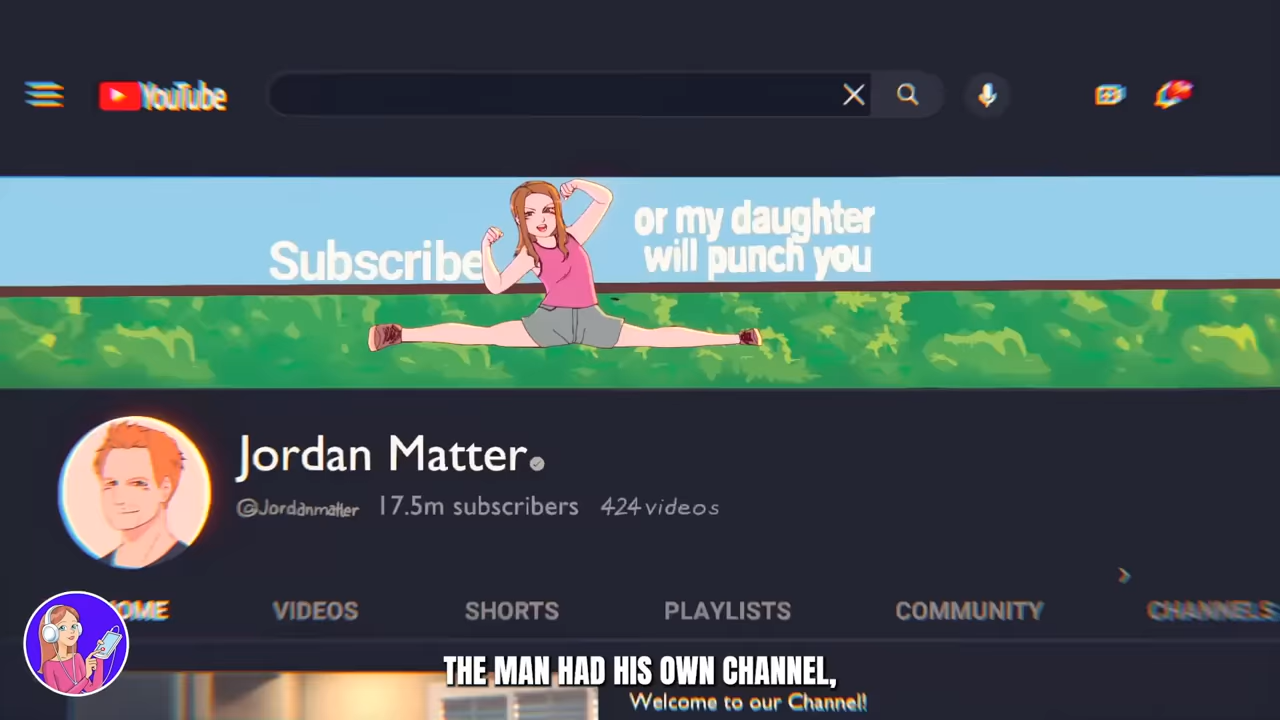 YouTube
Subscribe
or my daughter
will punch you
Jordan Matter
@Jordanmatter 17.5m subscribers 424 videos
HOME VIDEOS SHORTS PLAYLISTS COMMUNITY CHANNELS
THE MAN HAD HIS OWN CHANNEL,
Welcome to our Channel!